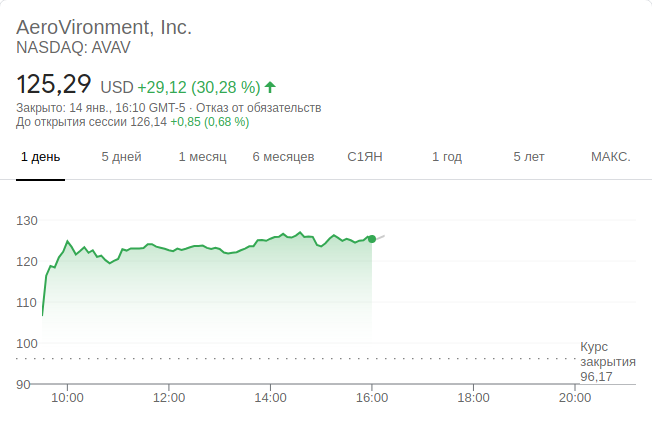 AeroVironment, Inc.
NASDAQ: AVAV
125,29 USD +29,12 (30,28 %)
Закрыто: 14 янв., 16:10 GMT-5 · Отказ от обязательств
До открытия сессии 126,14 +0,85 (0,68 %)
1 день 5 дней 1 месяц 6 месяцев С1ЯН 1 год 5 лет МАКС.
130
120
110
100
Курс
закрытия
96,17
90
10:00 12:00 14:00 16:00 18:00 20:00